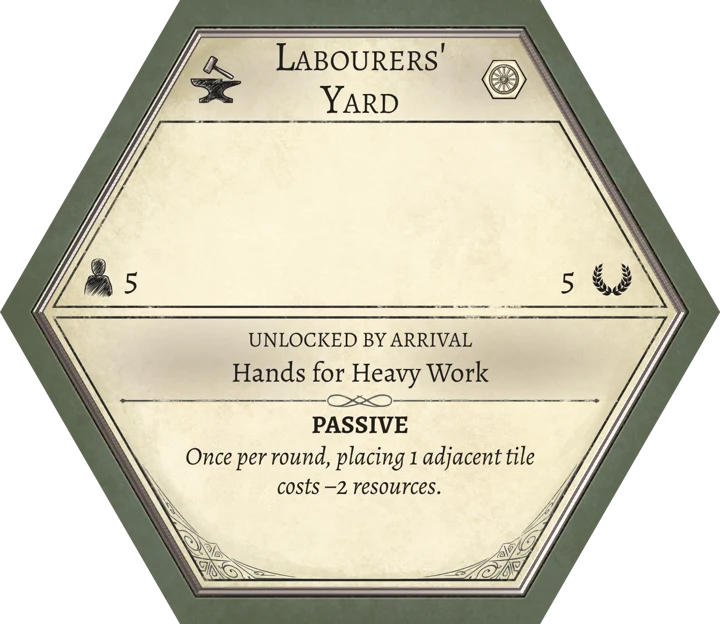 Labourers'
Yard
5
5
UNLOCKED BY ARRIVAL
Hands for Heavy Work
PASSIVE
Once per round, placing 1 adjacent tile
costs –2 resources.